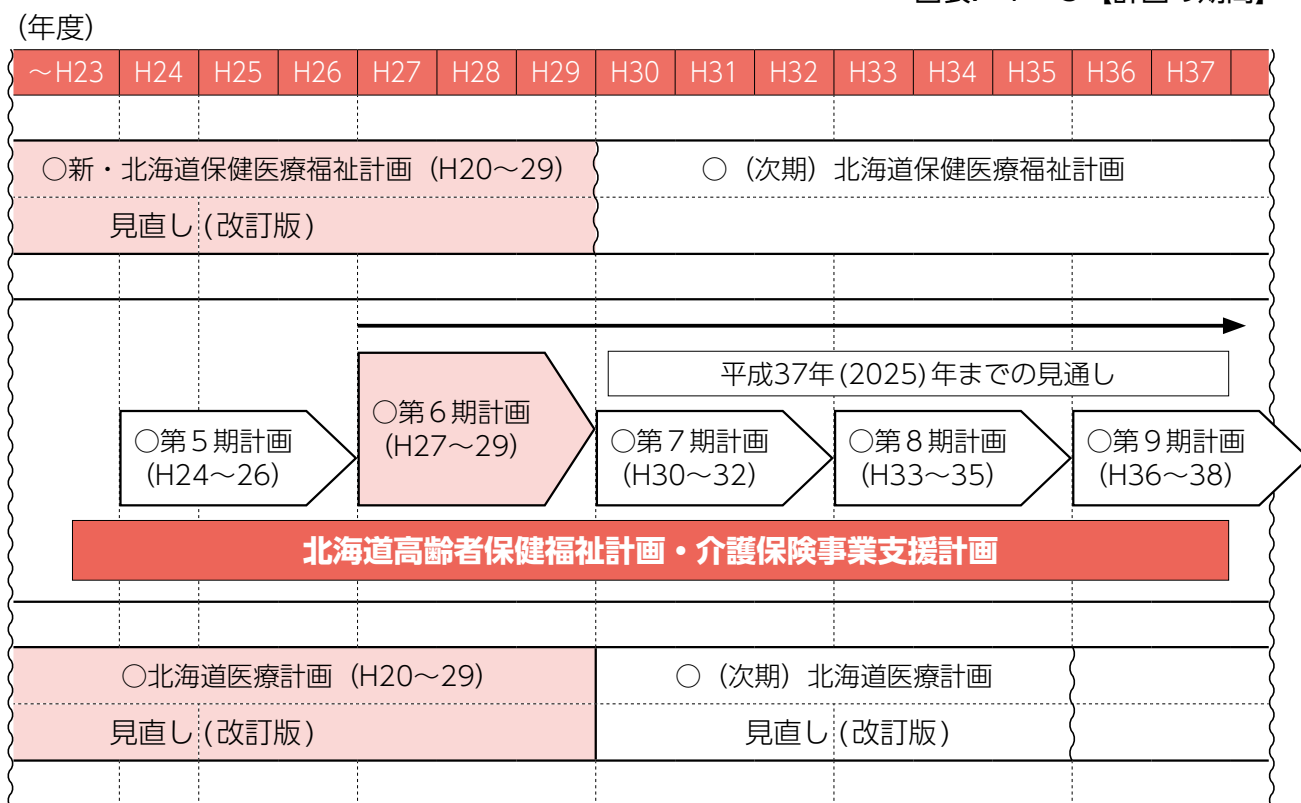 (年度)
～H23 H24 H25 H26 H27 H28 H29 H30 H31 H32 H33 H34 H35 H36 H37
○新・北海道保健医療福祉計画（H20～29） ○（次期）北海道保健医療福祉計画
見直し(改訂版)
平成37年(2025)年までの見通し
○第５期計画
(H24～26)
○第６期計画
(H27～29)
○第７期計画
(H30～32)
○第８期計画
(H33～35)
○第９期計画
(H36～38)
北海道高齢者保健福祉計画・介護保険事業支援計画
○北海道医療計画（H20～29） ○（次期）北海道医療計画
見直し(改訂版) 見直し(改訂版)